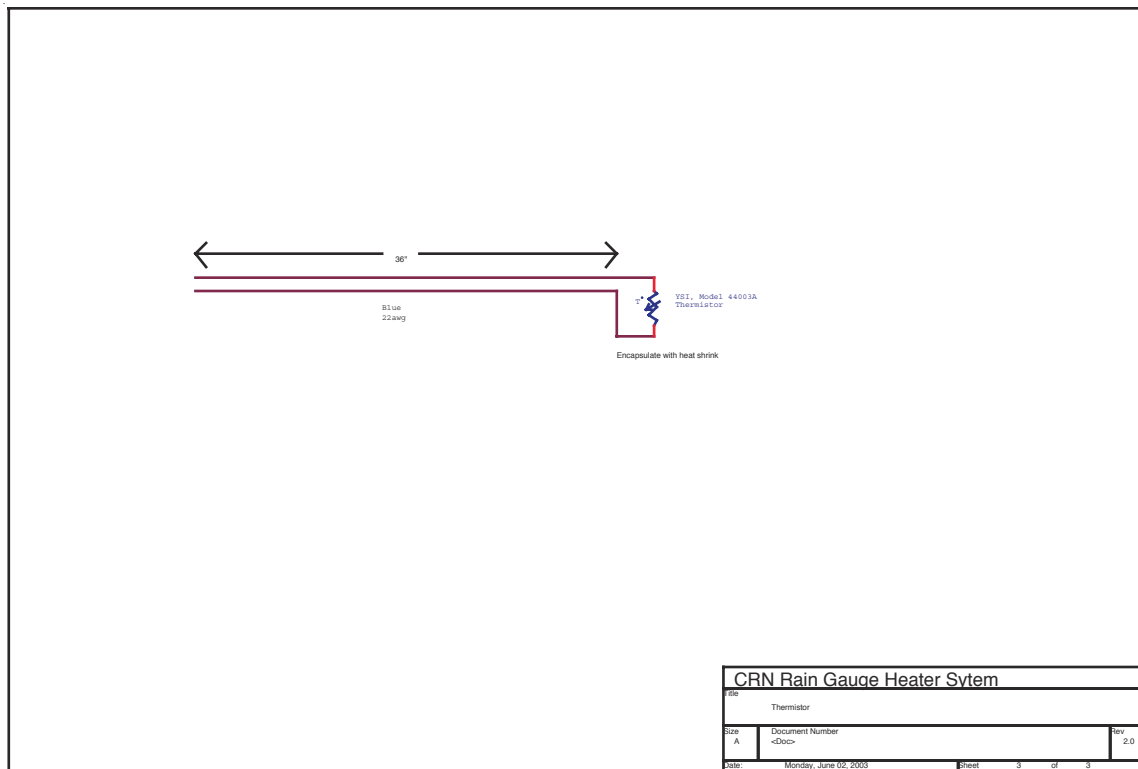 36"
Blue
22awg
T
YSI, Model 44003A
Thermistor
Encapsulate with heat shrink
CRN Rain Gauge Heater Sytem
Title
Thermistor
Size
A
Document Number
<Doc>
Rev
2.0
Date:
Monday, June 02, 2003
Sheet
3 of 3